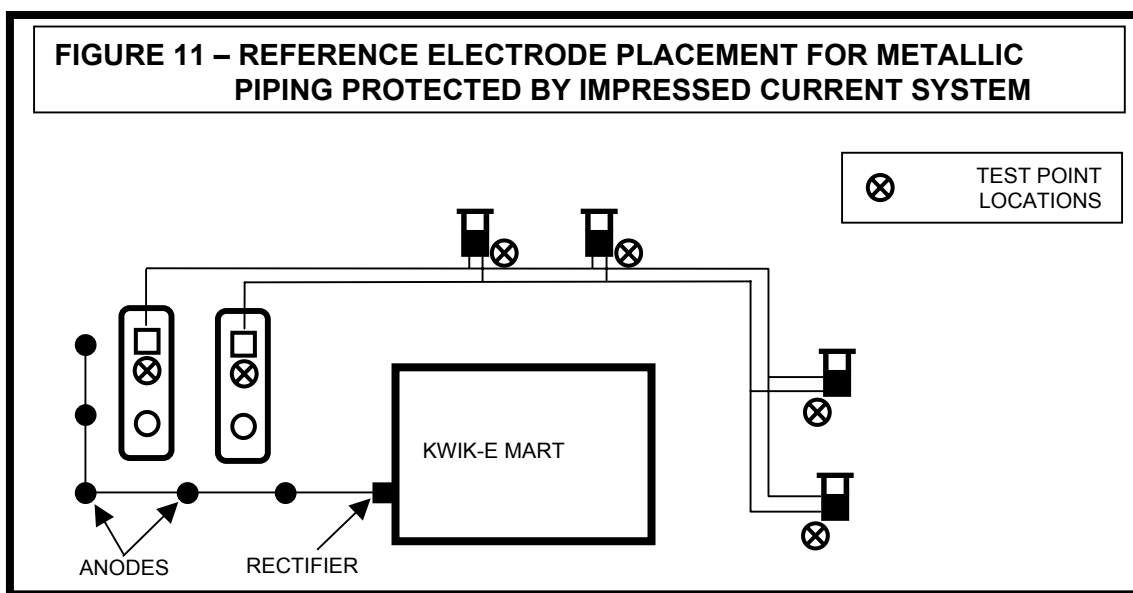 FIGURE 11 – REFERENCE ELECTRODE PLACEMENT FOR METALLIC
PIPING PROTECTED BY IMPRESSED CURRENT SYSTEM
TEST POINT
LOCATIONS
KWIK-E MART
ANODES
RECTIFIER